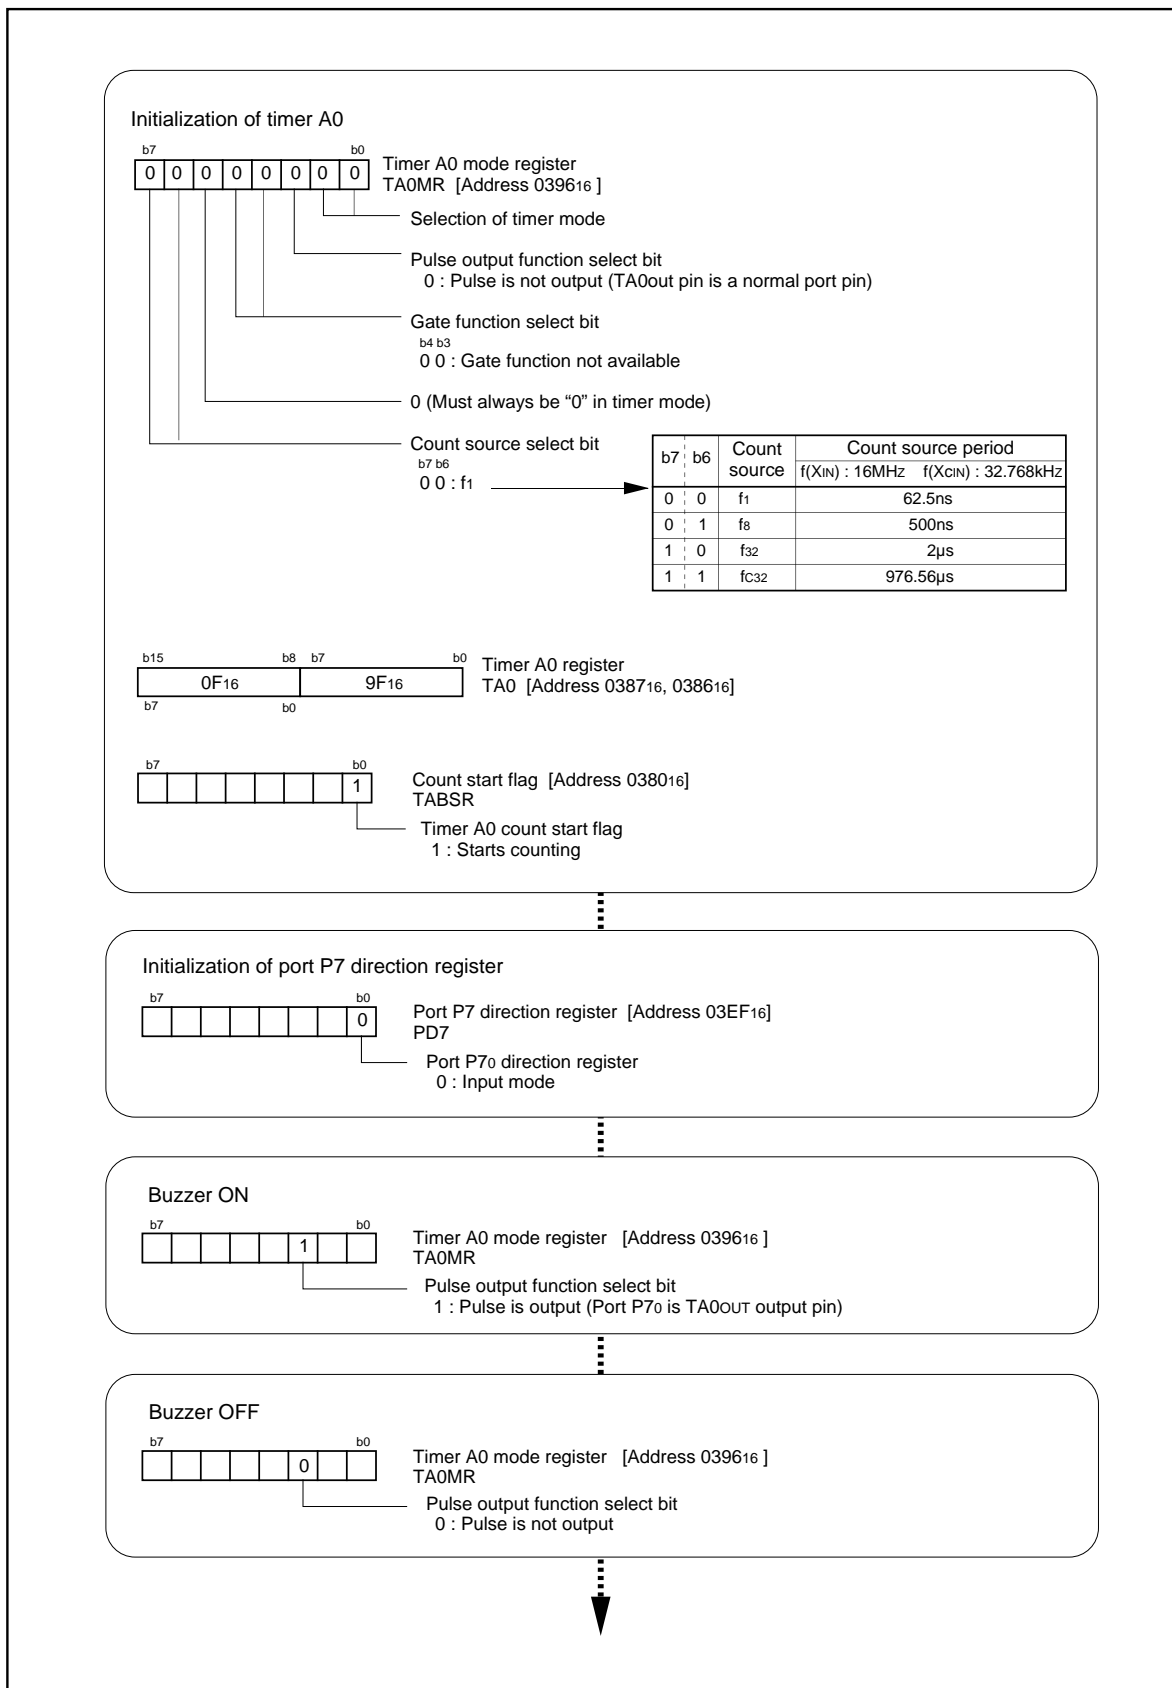 Initialization of timer A0
b7 b0
0 0 0 0 0 0 0 0
Timer A0 mode register
TA0MR [Address 039616 ]
Selection of timer mode
Pulse output function select bit
0 : Pulse is not output (TA0out pin is a normal port pin)
Gate function select bit
b4 b3
0 0 : Gate function not available
0 (Must always be “0” in timer mode)
Count source select bit
b7 b6
0 0 : f1
b7 b6 Count source Count source period
f(XIN) : 16MHz f(XCIN) : 32.768kHz
0 0 f1 62.5ns
0 1 f8 500ns
1 0 f32 2µs
1 1 fC32 976.56µs
b15 b8 b7 b0
0F16 9F16
b7 b0
Timer A0 register
TA0 [Address 038716, 038616]
b7 b0
1
Count start flag [Address 038016]
TABSR
Timer A0 count start flag
1 : Starts counting
Initialization of port P7 direction register
b7 b0
0
Port P7 direction register [Address 03EF16]
PD7
Port P70 direction register
0 : Input mode
Buzzer ON
b7 b0
1
Timer A0 mode register [Address 039616 ]
TA0MR
Pulse output function select bit
1 : Pulse is output (Port P70 is TA0OUT output pin)
Buzzer OFF
b7 b0
0
Timer A0 mode register [Address 039616 ]
TA0MR
Pulse output function select bit
0 : Pulse is not output